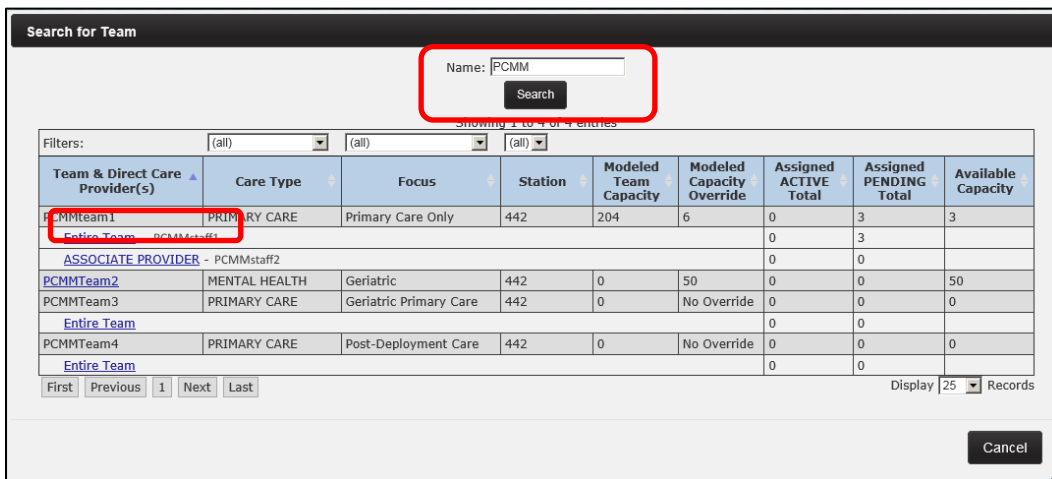 Search for Team
Name: PCMM
Search
Showing 1 to 4 of 4 entries
Filters: (all) (all) (all)
Team & Direct Care Provider(s) Care Type Focus Station Modeled Team Capacity Modeled Capacity Override Assigned ACTIVE Total Assigned PENDING Total Available Capacity
PCMMteam1 PRIMARY CARE Primary Care Only 442 204 6 0 3 3
Entire Team - PCMMstaff1 0 3
ASSOCIATE PROVIDER - PCMMstaff2 0 0
PCMMTeam2 MENTAL HEALTH Geriatric 442 0 50 0 0 50
PCMMTeam3 PRIMARY CARE Geriatric Primary Care 442 0 No Override 0 0 0
Entire Team 0 0
PCMMTeam4 PRIMARY CARE Post-Deployment Care 442 0 No Override 0 0 0
Entire Team 0 0
First Previous 1 Next Last Display 25 Records
Cancel